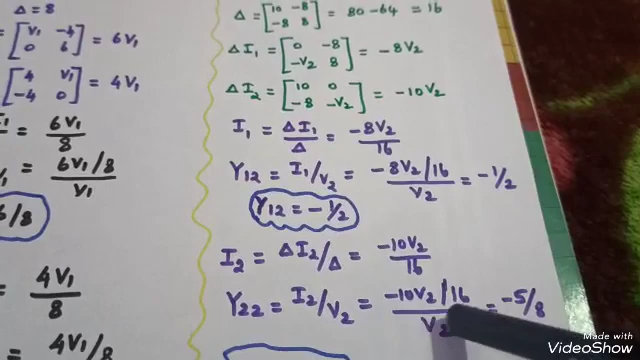 Δ = 8
= [V₁ -4
0 6] = 6V₁
[4 V₁
-4 0] = 4V₁
= 6V₁/8
= 6V₁/8 / V₁
6/8
4V₁/8
= 4V₁/8
Δ = [10 -8
-8 8] = 80-64 = 16
ΔI₁ = [0 -8
-V₂ 8] = -8V₂
ΔI₂ = [10 0
-8 -V₂] = -10V₂
I₁ = ΔI₁/Δ = -8V₂/16
Y₁₂ = I₁/V₂ = -8V₂/16 / V₂ = -1/2
Y₁₂ = -1/2
I₂ = ΔI₂/Δ = -10V₂/16
Y₂₂ = I₂/V₂ = -10V₂/16 / V₂ = -5/8
Made with
VideoShow